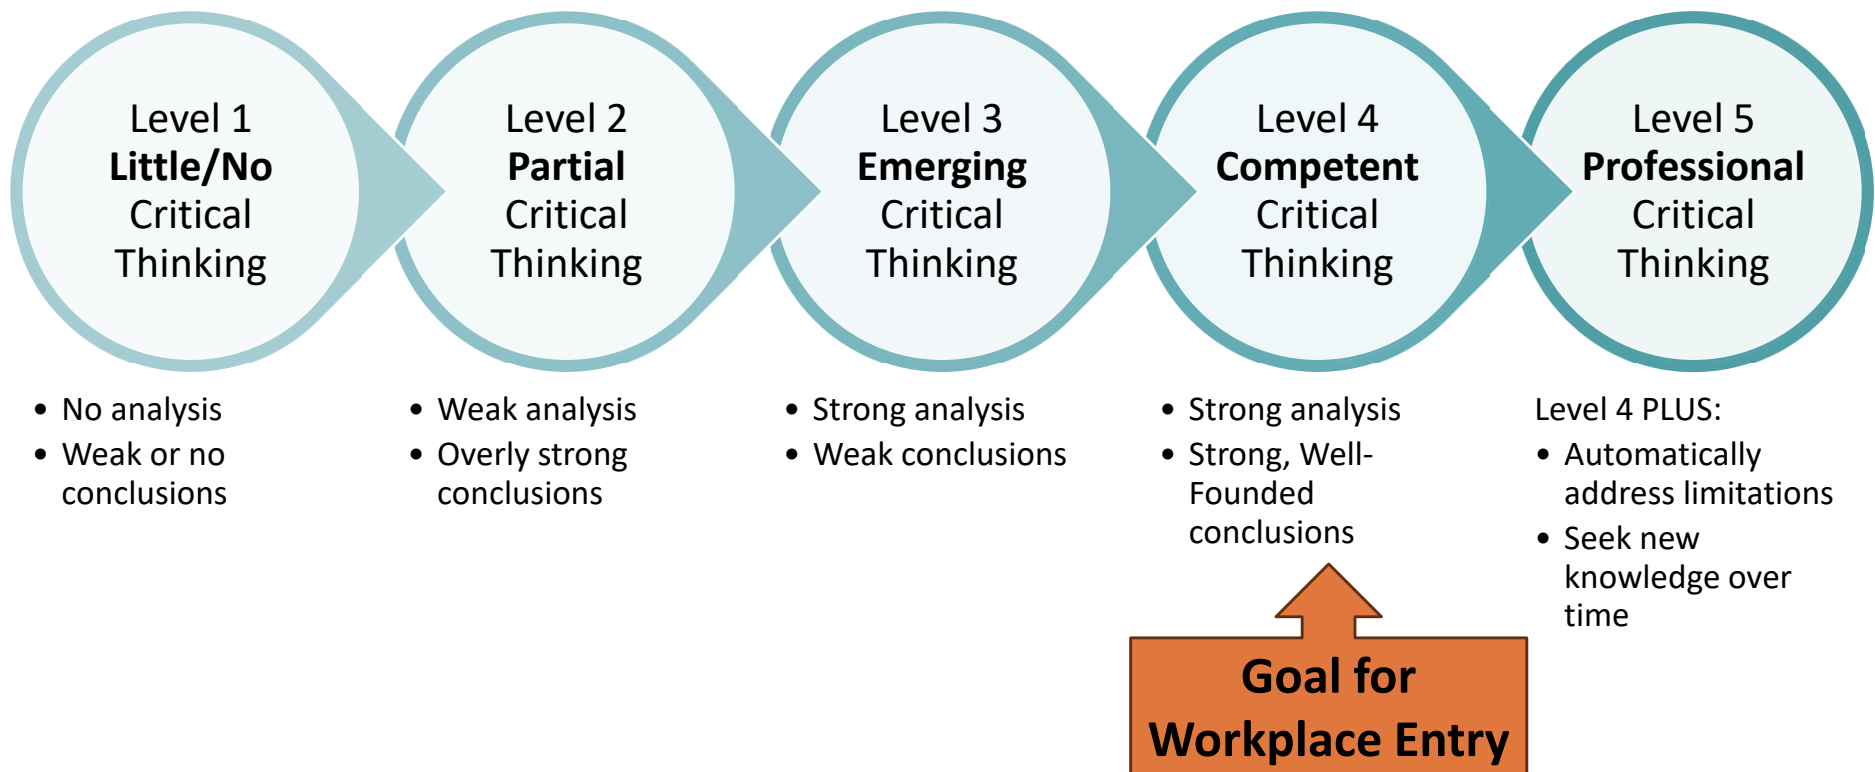 Level 1
Little/No
Critical
Thinking
Level 2
Partial
Critical
Thinking
Level 3
Emerging
Critical
Thinking
Level 4
Competent
Critical
Thinking
Level 5
Professional
Critical
Thinking
• No analysis
• Weak or no
conclusions
• Weak analysis
• Overly strong
conclusions
• Strong analysis
• Weak conclusions
• Strong analysis
• Strong, Well-
Founded
conclusions
Level 4 PLUS:
• Automatically
address limitations
• Seek new
knowledge over
time
Goal for
Workplace Entry